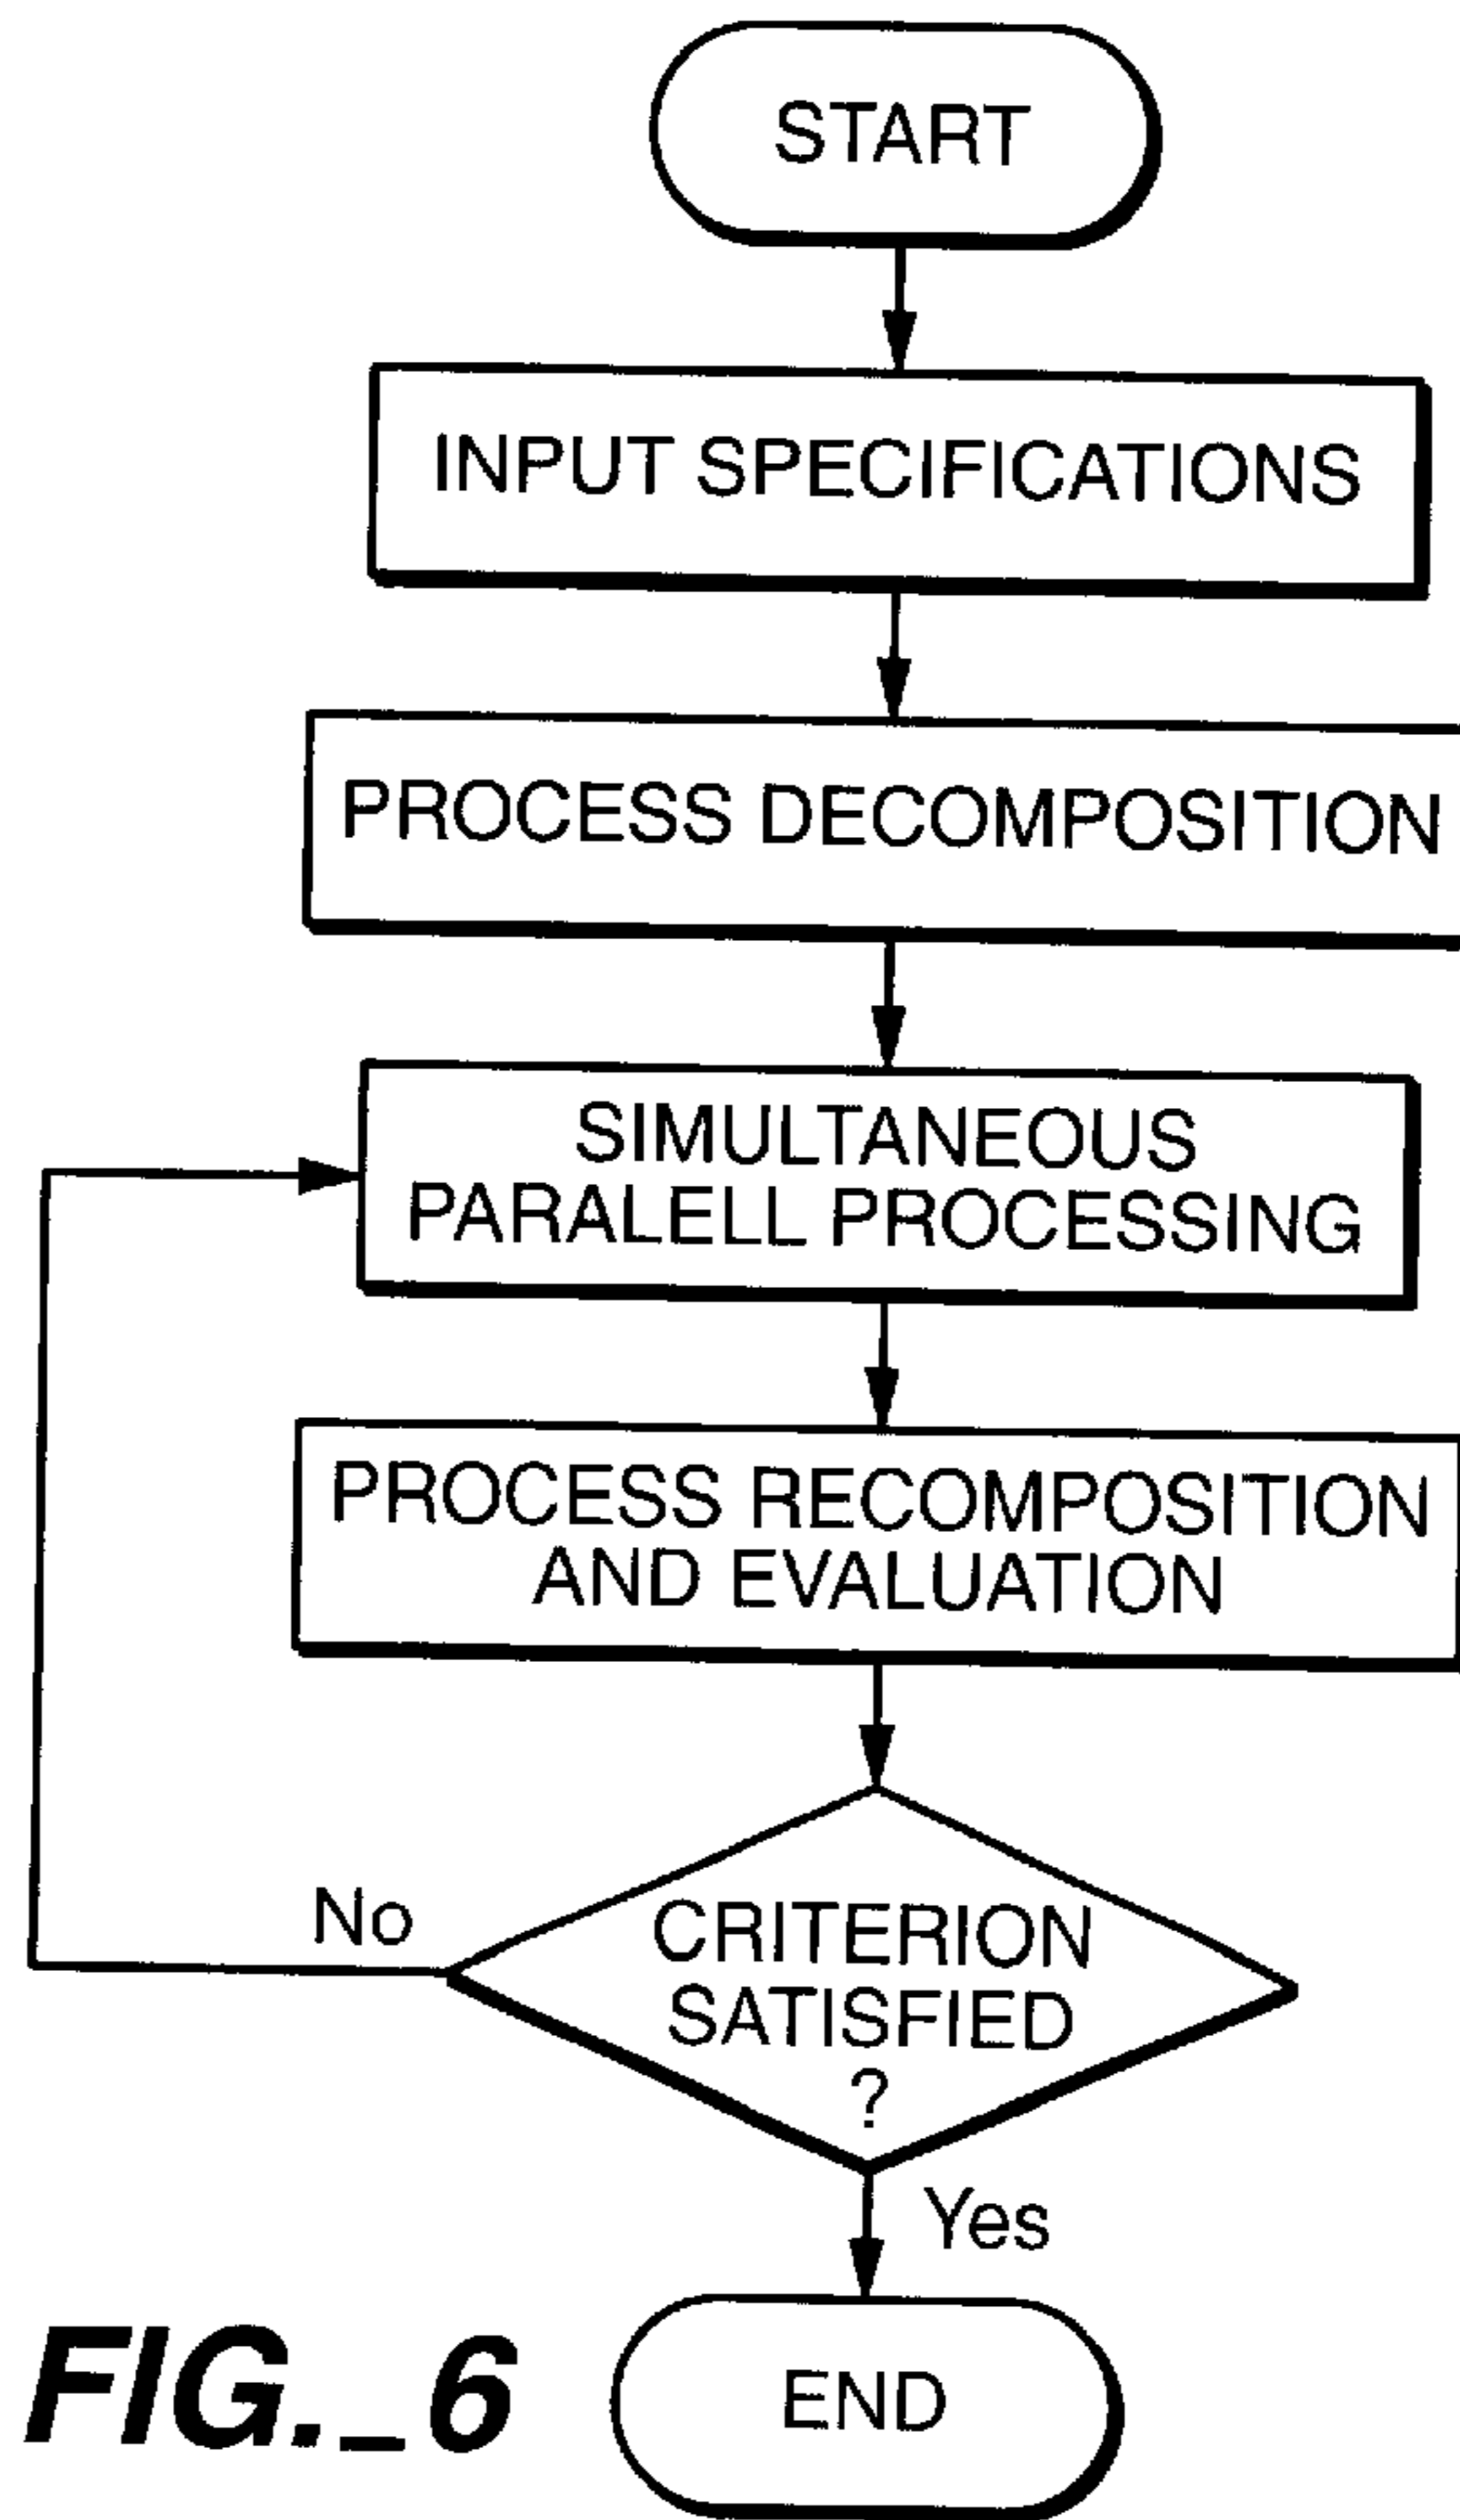 START
INPUT SPECIFICATIONS
PROCESS DECOMPOSITION
SIMULTANEOUS
PARALELL PROCESSING
PROCESS RECOMPOSITION
AND EVALUATION
No
CRITERION
SATISFIED
?
Yes
END
FIG._6